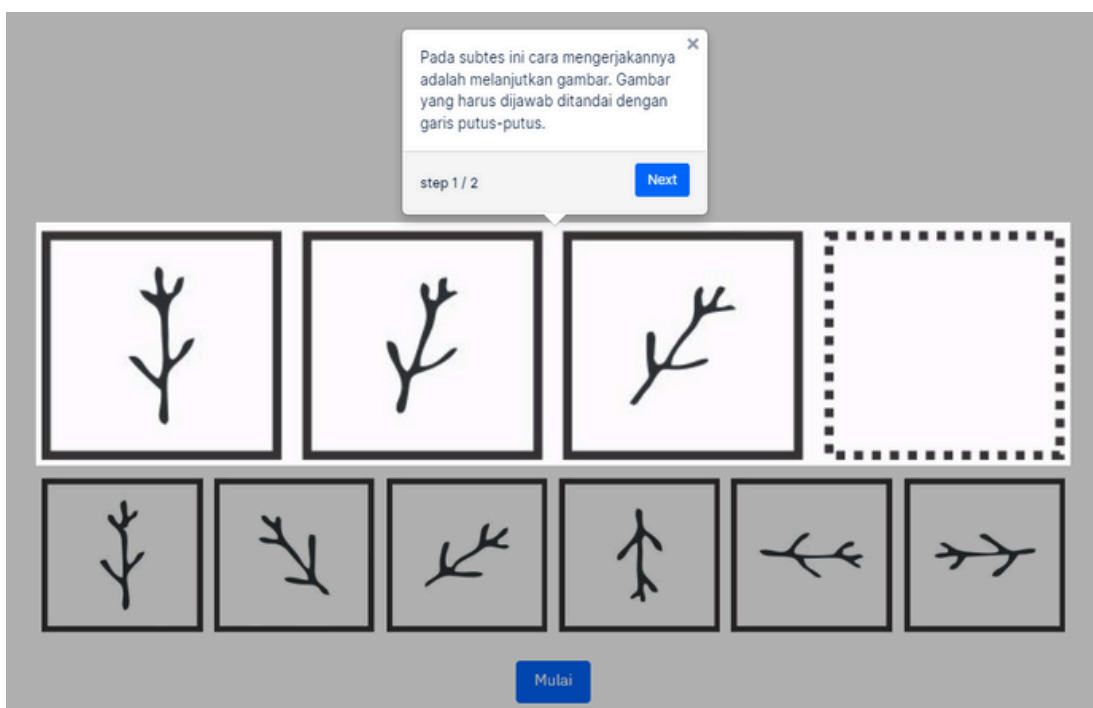 Pada subtes ini cara mengerjakannya
adalah melanjutkan gambar. Gambar
yang harus dijawab ditandai dengan
garis putus-putus.
step 1 / 2
Next
Mulai